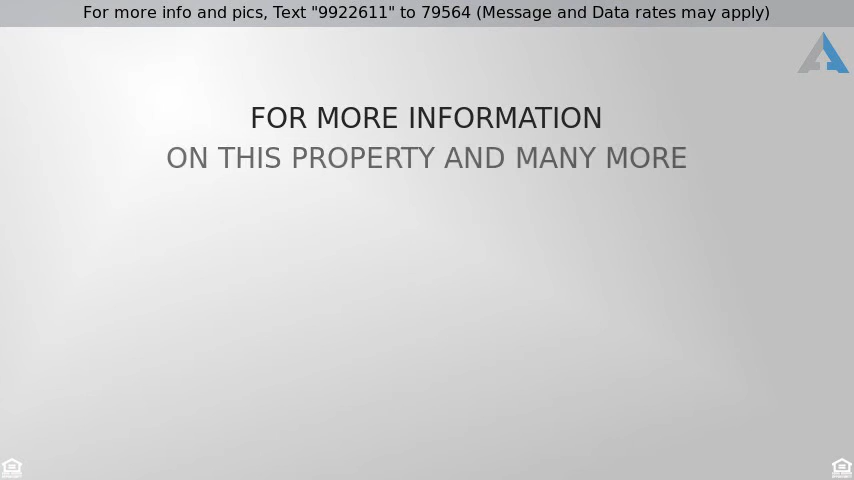 For more info and pics, Text "9922611" to 79564 (Message and Data rates may apply)
FOR MORE INFORMATION
ON THIS PROPERTY AND MANY MORE